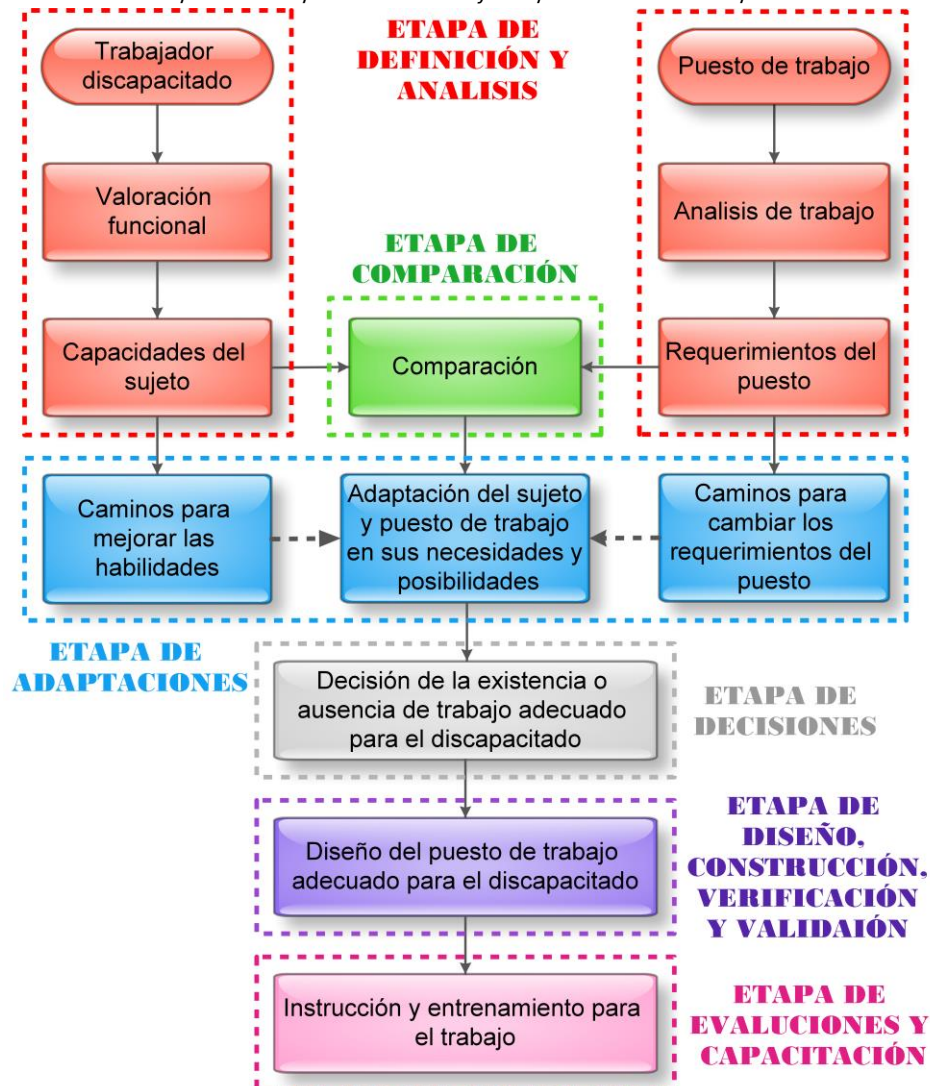 ETAPA DE
DEFINICIÓN Y
ANALISIS
Trabajador
discapacitado
Puesto de trabajo
Valoración
funcional
Analisis de trabajo
ETAPA DE
COMPARACIÓN
Capacidades del
sujeto
Comparación
Requerimientos del
puesto
Caminos para
mejorar las
habilidades
Adaptación del sujeto
y puesto de trabajo
en sus necesidades y
posibilidades
Caminos para
cambiar los
requerimientos del
puesto
ETAPA DE
ADAPTACIONES
Decisión de la existencia o
ausencia de trabajo adecuado
para el discapacitado
ETAPA DE
DECISIONES
Diseño del puesto de trabajo
adecuado para el discapacitado
ETAPA DE
DISEÑO,
CONSTRUCCIÓN,
VERIFICACIÓN
Y VALIDAIÓN
Instrucción y entrenamiento para
el trabajo
ETAPA DE
EVALUCIONES Y
CAPACITACIÓN